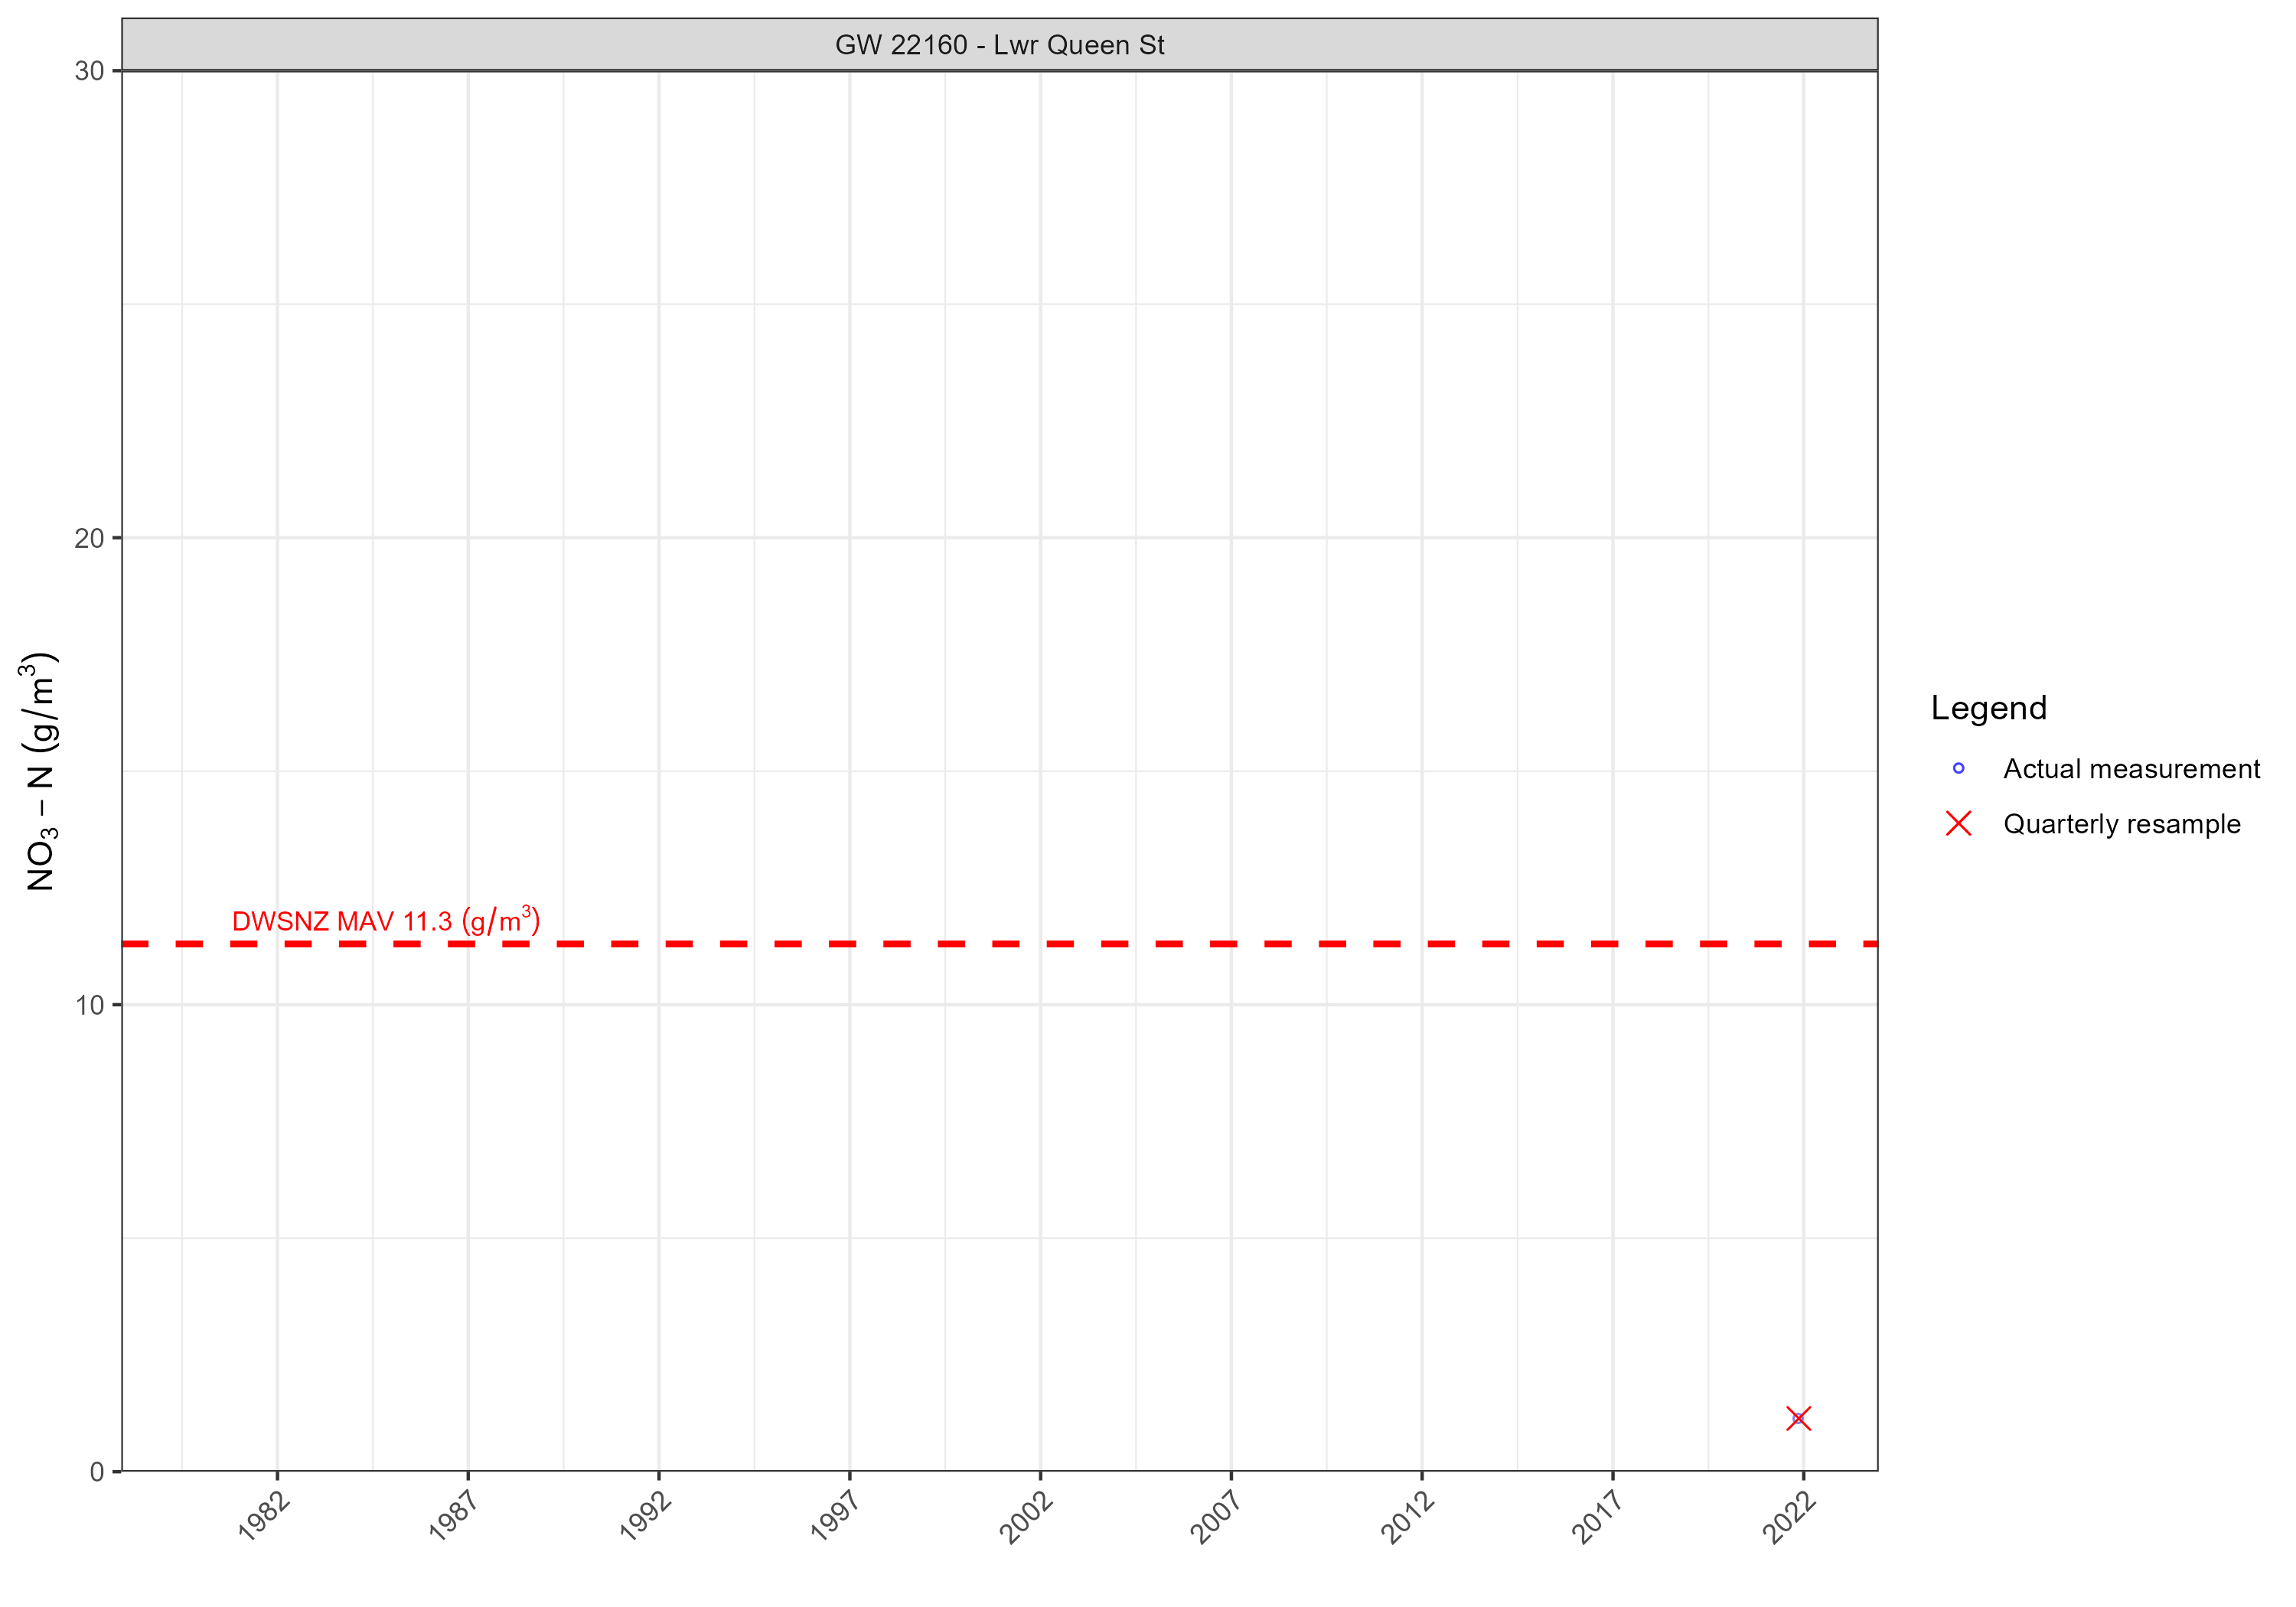 GW 22160 - Lwr Queen St
30
20
10
0
NO₃ – N (g/m³)
DWSNZ MAV 11.3 (g/m³)
1982
1987
1992
1997
2002
2007
2012
2017
2022
Legend
Actual measurement
Quarterly resample